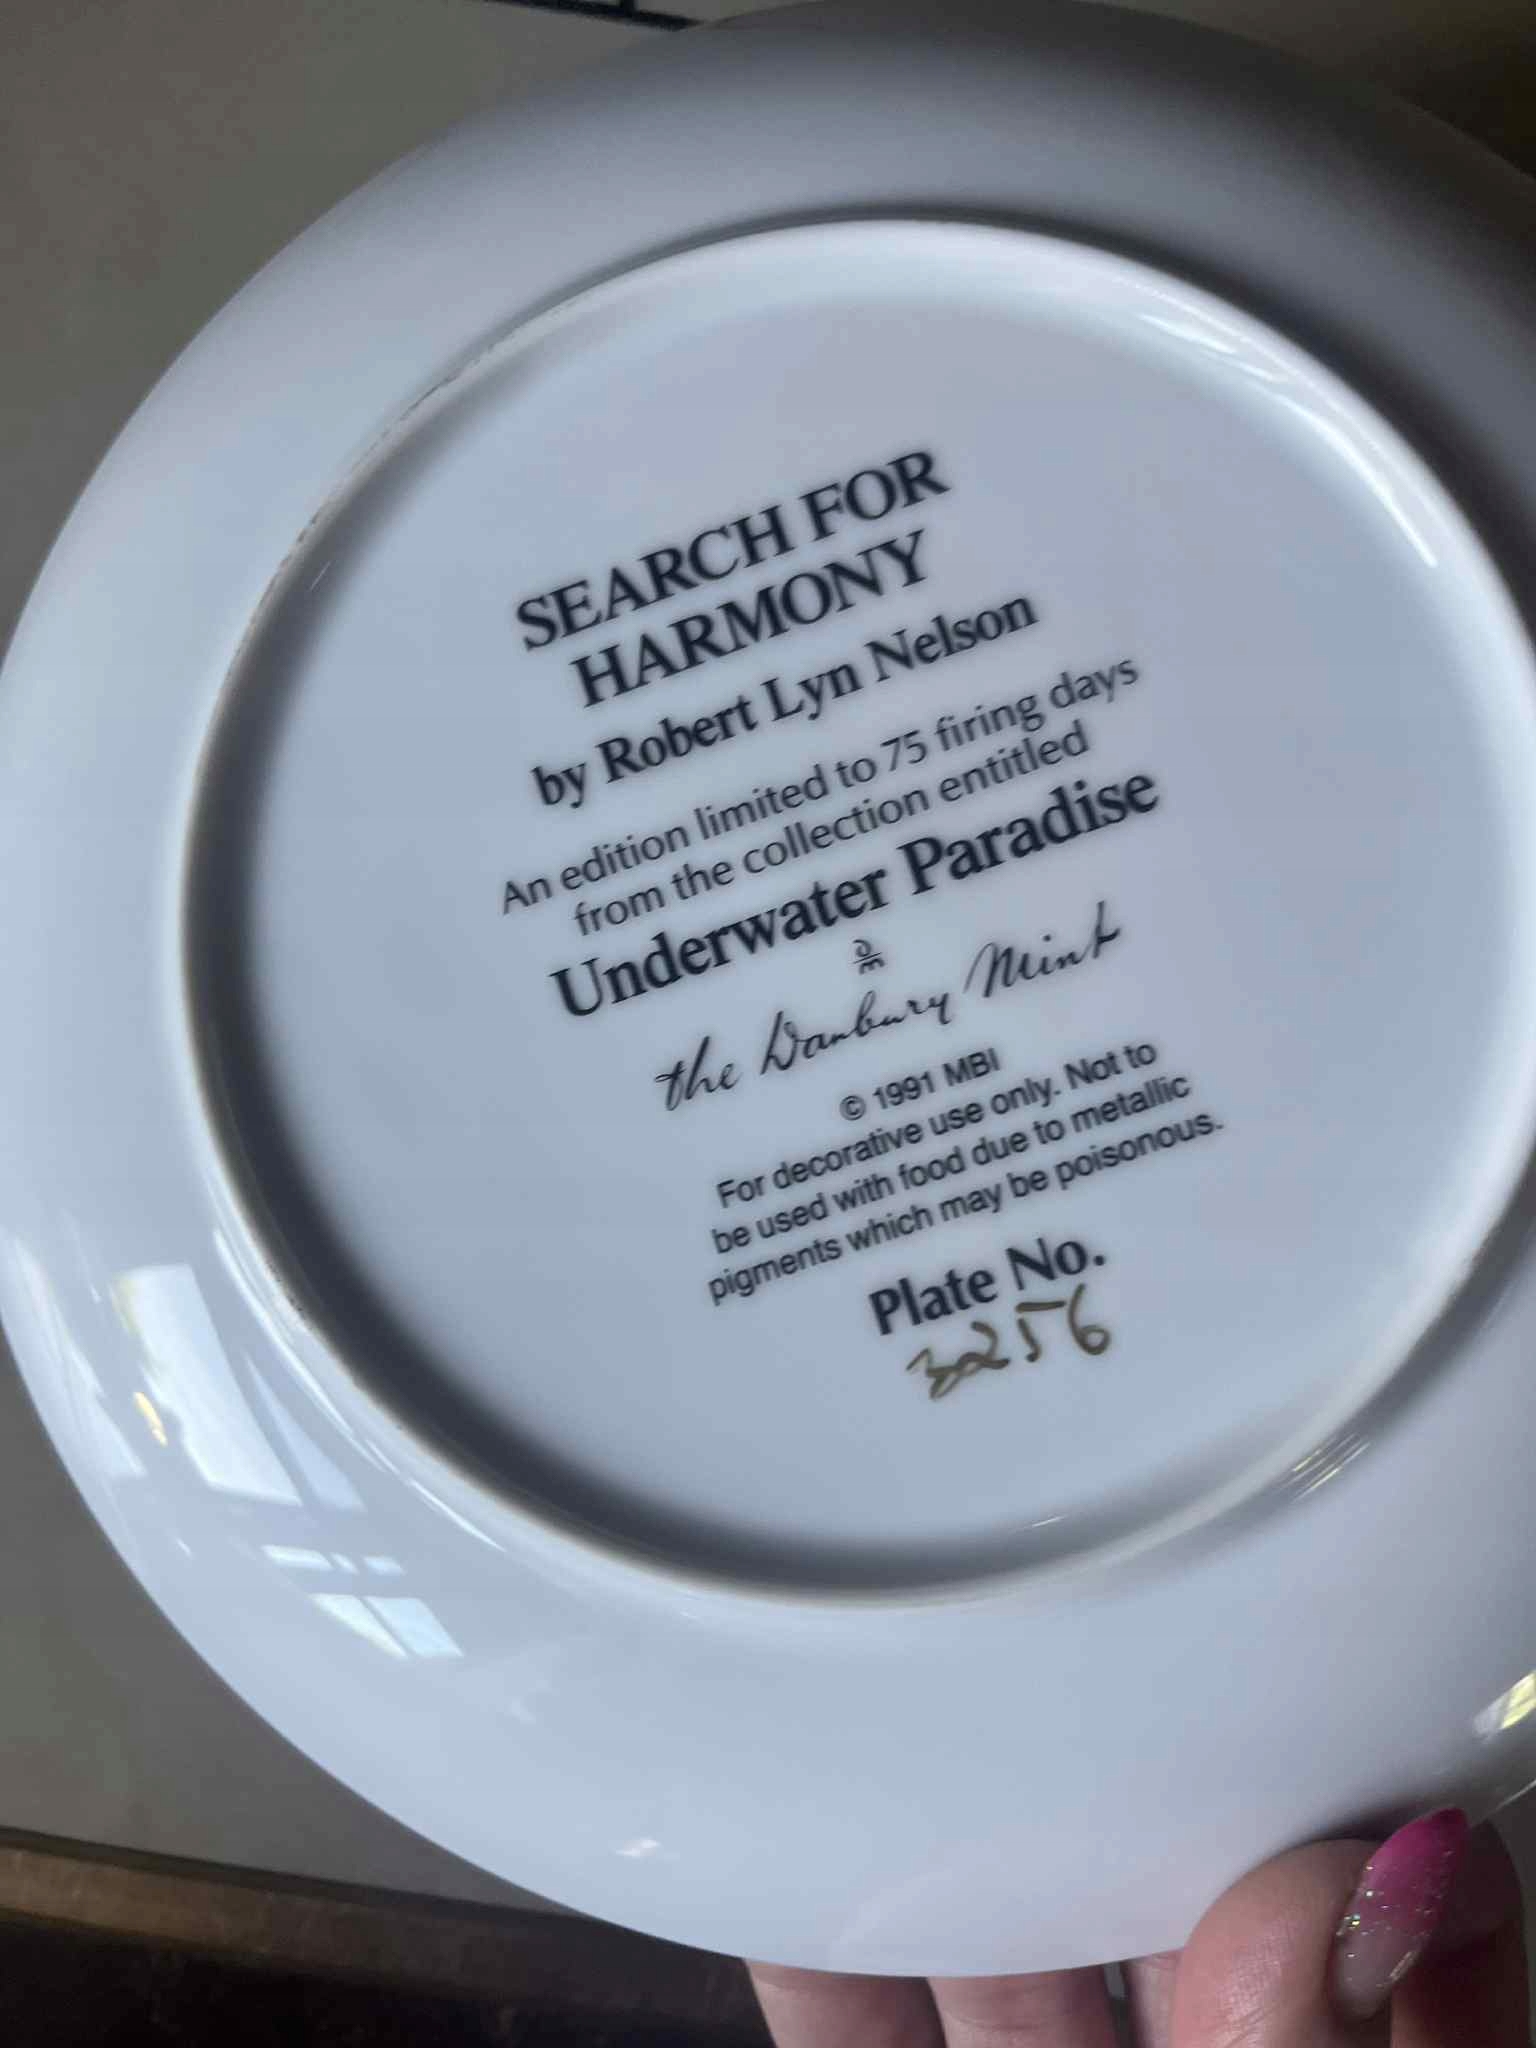 SEARCH FOR
HARMONY
by Robert Lyn Nelson
An edition limited to 75 firing days
from the collection entitled
Underwater Paradise
DM
the Danbury Mint
© 1991 MBI
For decorative use only. Not to
be used with food due to metallic
pigments which may be poisonous.
Plate No.
3256